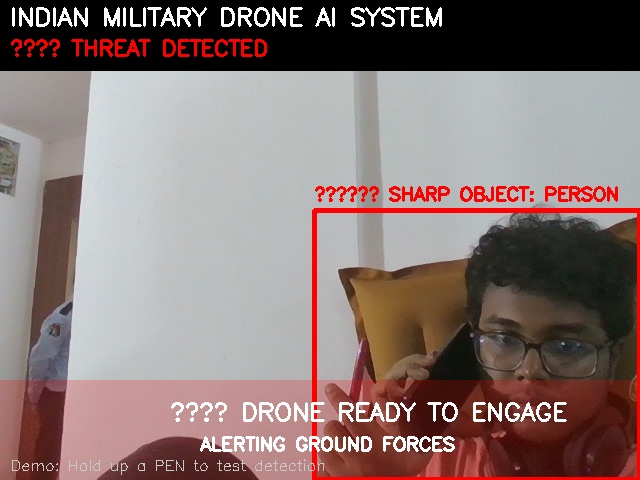 INDIAN MILITARY DRONE AI SYSTEM
???? THREAT DETECTED
?????? SHARP OBJECT: PERSON
???? DRONE READY TO ENGAGE
ALERTING GROUND FORCES
Demo: Hold up a PEN to test detection